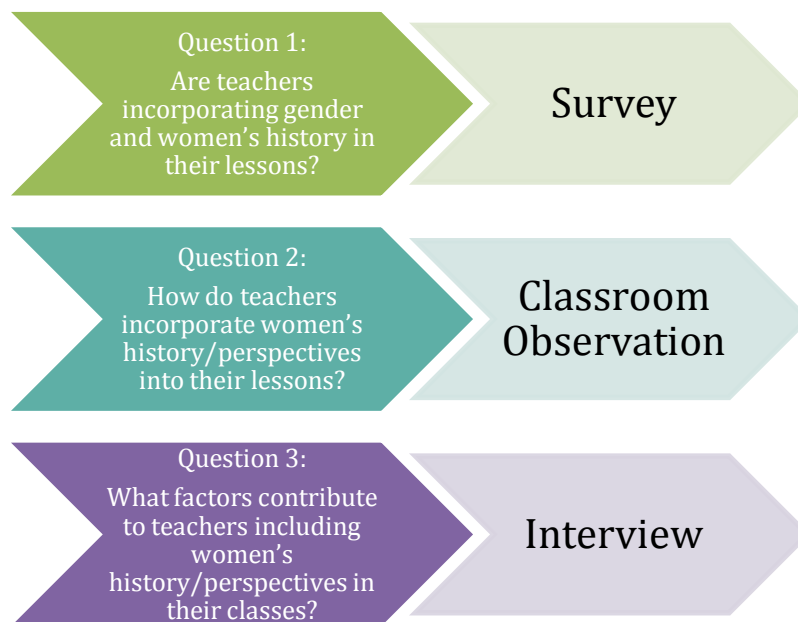 Question 1:
Are teachers
incorporating gender
and women’s history in
their lessons?
Survey
Question 2:
How do teachers
incorporate women’s
history/perspectives
into their lessons?
Classroom
Observation
Question 3:
What factors contribute
to teachers including
women’s
history/perspectives in
their classes?
Interview